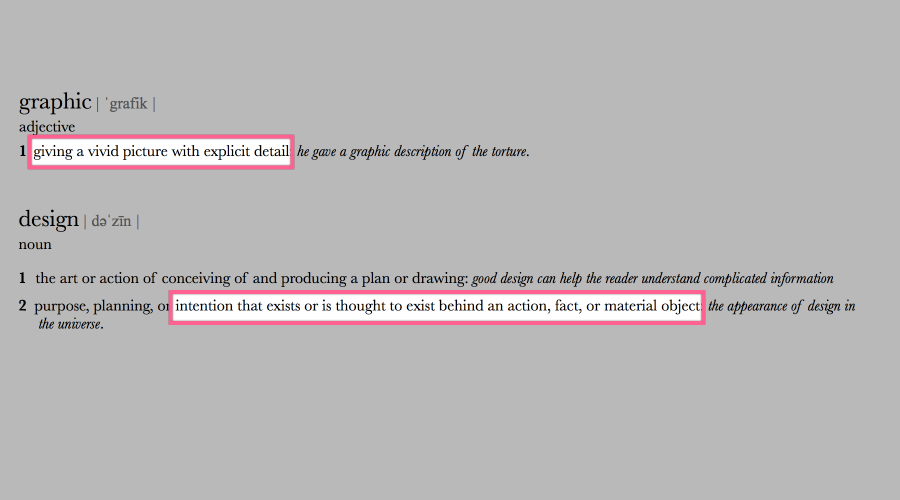 graphic | ˈgrafik |
adjective
1 giving a vivid picture with explicit detail: he gave a graphic description of the torture.
design | dəˈzīn |
noun
1 the art or action of conceiving of and producing a plan or drawing: good design can help the reader understand complicated information
2 purpose, planning, or intention that exists or is thought to exist behind an action, fact, or material object: the appearance of design in
the universe.